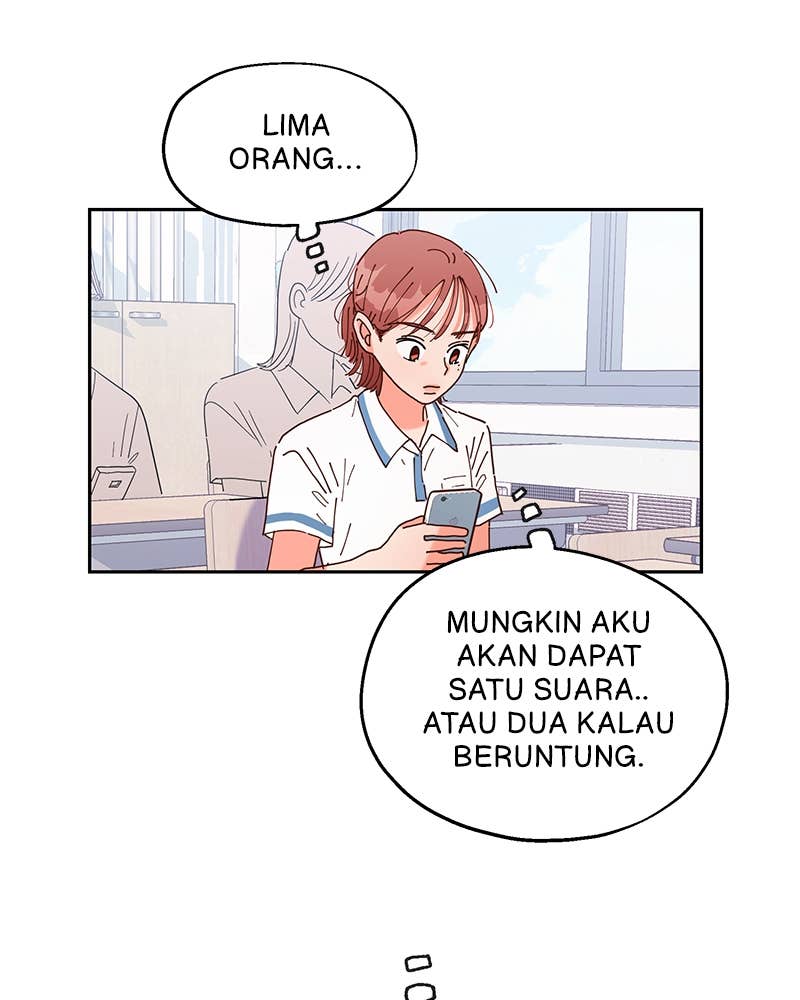 LIMA
ORANG...
MUNGKIN AKU
AKAN DAPAT
SATU SUARA..
ATAU DUA KALAU
BERUNTUNG.